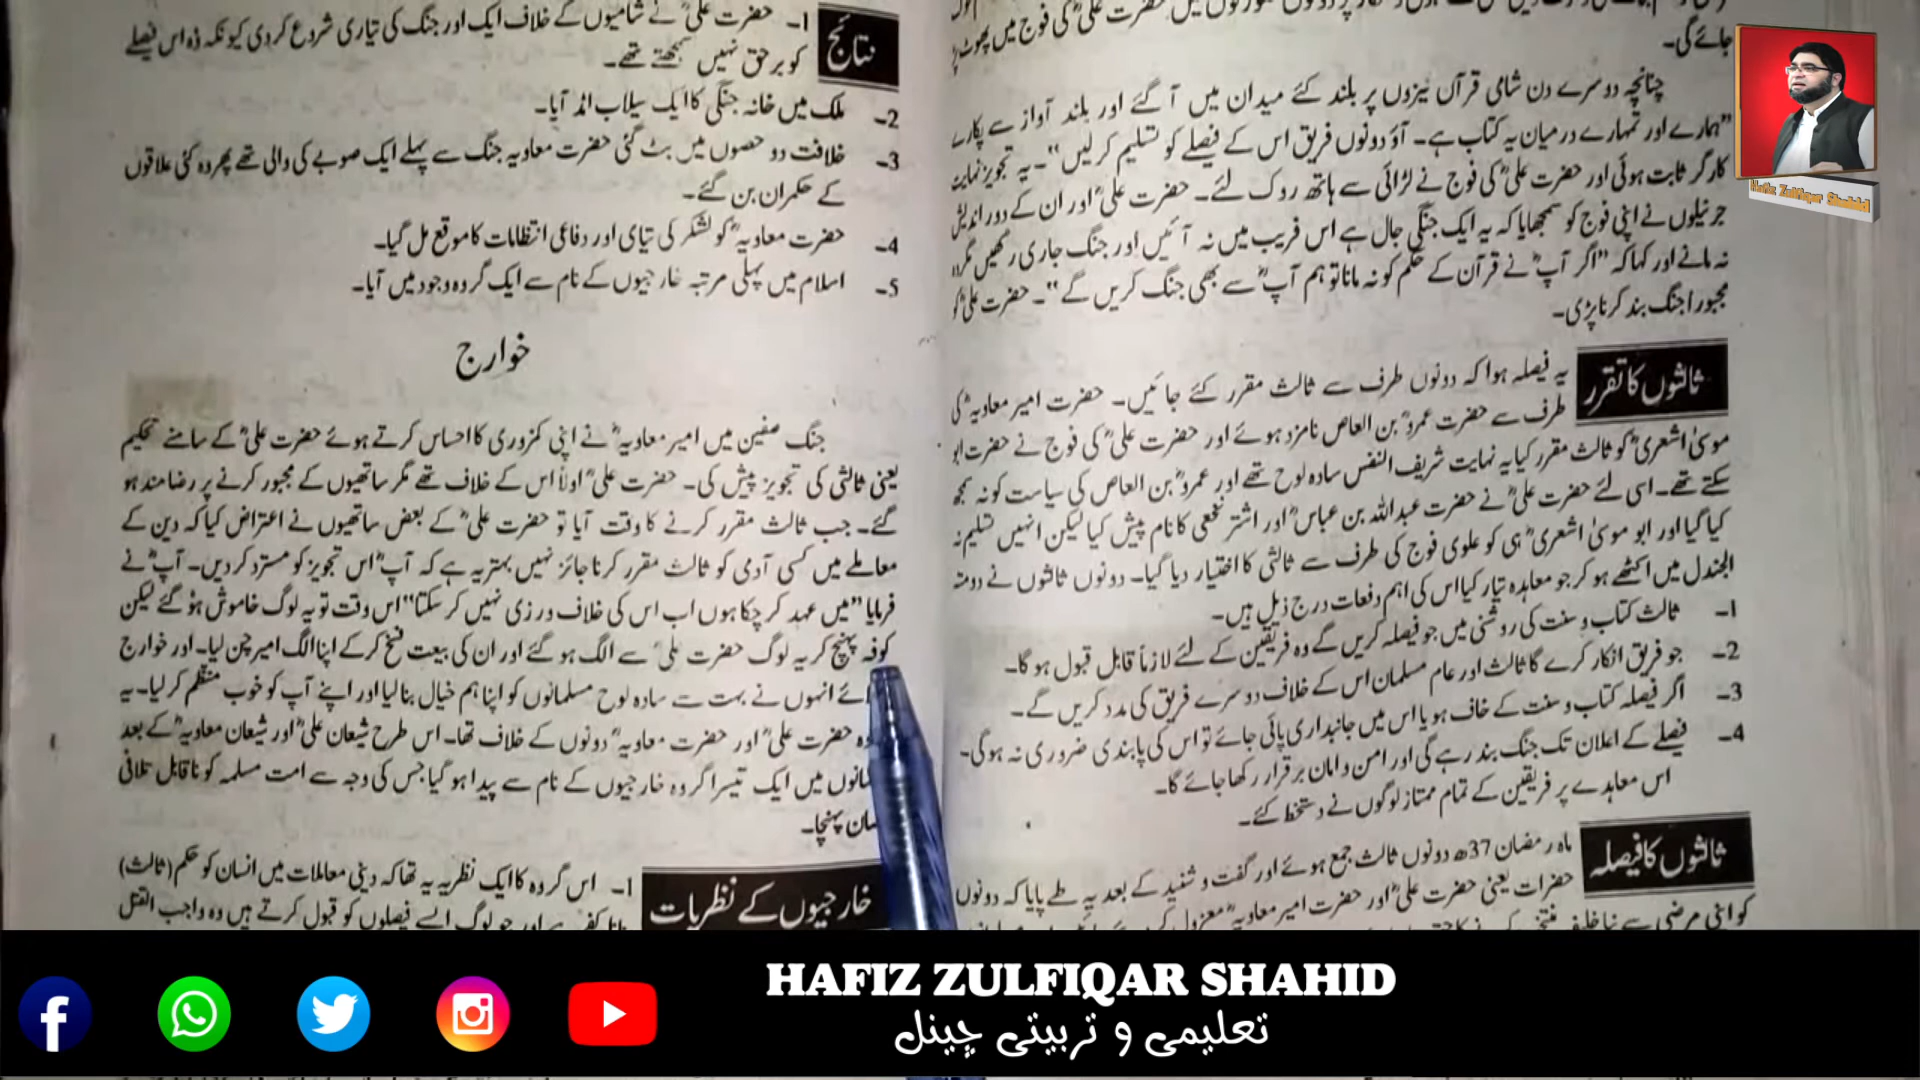 جائے گی۔
چنانچہ دوسرے دن شامی قرآن نیزوں پر بلند کئے میدان میں آ گئے اور بلند آواز سے پکارے
"ہمارے اور تمہارے درمیان یہ کتاب ہے۔ آؤ دونوں فریق اس کے فیصلے کو تسلیم کر لیں"۔ یہ تجویز نہایت
کارگر ثابت ہوئی اور حضرت علیؓ کی فوج نے لڑائی سے ہاتھ روک لئے۔ حضرت علیؓ اور ان کے دور اندیش
جرنیلوں نے اپنی فوج کو سمجھایا کہ یہ ایک جنگی چال ہے اس فریب میں نہ آئیں اور جنگ جاری رکھیں مگر وہ
نہ مانے اور کہا کہ "اگر آپؓ نے قرآن کے حکم کو نہ مانا تو ہم آپؓ سے بھی جنگ کریں گے"۔ حضرت علیؓ کو
مجبوراً جنگ بند کرنا پڑی۔
ثالثوں کا تقرر
یہ فیصلہ ہوا کہ دونوں طرف سے ثالث مقرر کئے جائیں۔ حضرت امیر معاویہؓ کی
طرف سے حضرت عمروؓ بن العاص نامزد ہوئے اور حضرت علیؓ کی فوج نے حضرت ابو
موسیٰ اشعریؓ کو ثالث مقرر کیا یہ نہایت شریف النفس سادہ لوح تھے اور عمروؓ بن العاص کی سیاست کو نہ سمجھ
سکتے تھے۔ اسی لئے حضرت علیؓ نے حضرت عبداللہ بن عباسؓ اور اشتر نخعی کا نام پیش کیا لیکن انہیں تسلیم نہ
کیا گیا اور ابو موسیٰ اشعریؓ ہی کو علوی فوج کی طرف سے ثالثی کا اختیار دیا گیا۔ دونوں ثالثوں نے دومتہ
الجندل میں اکٹھے ہو کر جو معاہدہ تیار کیا اس کی اہم دفعات درج ذیل ہیں۔
1۔ ثالث کتاب و سنت کی روشنی میں جو فیصلہ کریں گے وہ فریقین کے لئے لازماً قابل قبول ہو گا۔
2۔ جو فریق انکار کرے گا ثالث اور عام مسلمان اس کے خلاف دوسرے فریق کی مدد کریں گے۔
3۔ اگر فیصلہ کتاب و سنت کے خاف ہو یا اس میں جانبداری پائی جائے تو اس کی پابندی ضروری نہ ہو گی۔
4۔ فیصلے کے اعلان تک جنگ بند رہے گی اور امن و امان برقرار رکھا جائے گا۔
اس معاہدے پر فریقین کے تمام ممتاز لوگوں نے دستخط کئے۔
ثالثوں کا فیصلہ
ماہ رمضان 37ھ دونوں ثالث جمع ہوئے اور گفت و شنید کے بعد یہ طے پایا کہ دونوں
حضرات یعنی حضرت علیؓ اور حضرت امیر معاویہؓ معزول
نتائج
1۔ حضرت علیؓ نے شامیوں کے خلاف ایک اور جنگ کی تیاری شروع کر دی کیونکہ وہ اس فیصلے
کو برحق نہیں سمجھتے تھے۔
2۔ ملک میں خانہ جنگی کا ایک سیلاب امڈ آیا۔
3۔ خلافت دو حصوں میں بٹ گئی حضرت معاویہ جنگ سے پہلے ایک صوبے کی والی تھے پھر وہ کئی علاقوں
کے حکمران بن گئے۔
4۔ حضرت معاویہؓ کو لشکر کی تیای اور دفاعی انتظامات کا موقع مل گیا۔
5۔ اسلام میں پہلی مرتبہ خارجیوں کے نام سے ایک گروہ وجود میں آیا۔
خوارج
جنگ صفین میں امیر معاویہؓ نے اپنی کمزوری کا احساس کرتے ہوئے حضرت علیؓ کے سامنے تحکیم
یعنی ثالثی کی تجویز پیش کی۔ حضرت علیؓ اولاً اس کے خلاف تھے مگر ساتھیوں کے مجبور کرنے پر رضامند ہو
گئے۔ جب ثالث مقرر کرنے کا وقت آیا تو حضرت علیؓ کے بعض ساتھیوں نے اعتراض کیا کہ دین کے
معاملے میں کسی آدمی کو ثالث مقرر کرنا جائز نہیں بہتر یہ ہے کہ آپؓ اس تجویز کو مسترد کر دیں۔ آپؓ نے
فرمایا "میں عہد کر چکا ہوں اب اس کی خلاف ورزی نہیں کر سکتا" اس وقت تو یہ لوگ خاموش ہو گئے لیکن
کوفہ پہنچ کر یہ لوگ حضرت علیؓ سے الگ ہو گئے اور ان کی بیعت فسخ کر کے اپنا الگ امیر چن لیا۔ اور خوارج
انہوں نے بہت سے سادہ لوح مسلمانوں کو اپنا ہم خیال بنا لیا اور اپنے آپ کو خوب منظم کر لیا۔ یہ
حضرت علیؓ اور حضرت معاویہؓ دونوں کے خلاف تھا۔ اس طرح شیعان علیؓ اور شیعان معاویہؓ کے بعد
میں ایک تیسرا گروہ خارجیوں کے نام سے پیدا ہو گیا جس کی وجہ سے امت مسلمہ کو ناقابل تلافی
پہنچا۔
خارجیوں کے نظریات
1۔ اس گروہ کا ایک نظریہ یہ تھا کہ دینی معاملات میں انسان کو حکم (ثالث)
اور جو لوگ ایسے فیصلوں کو قبول کرتے ہیں وہ واجب القتل
Hafiz Zulfiqar Shahid
HAFIZ ZULFIQAR SHAHID
تعلیمی و تربیتی چینل